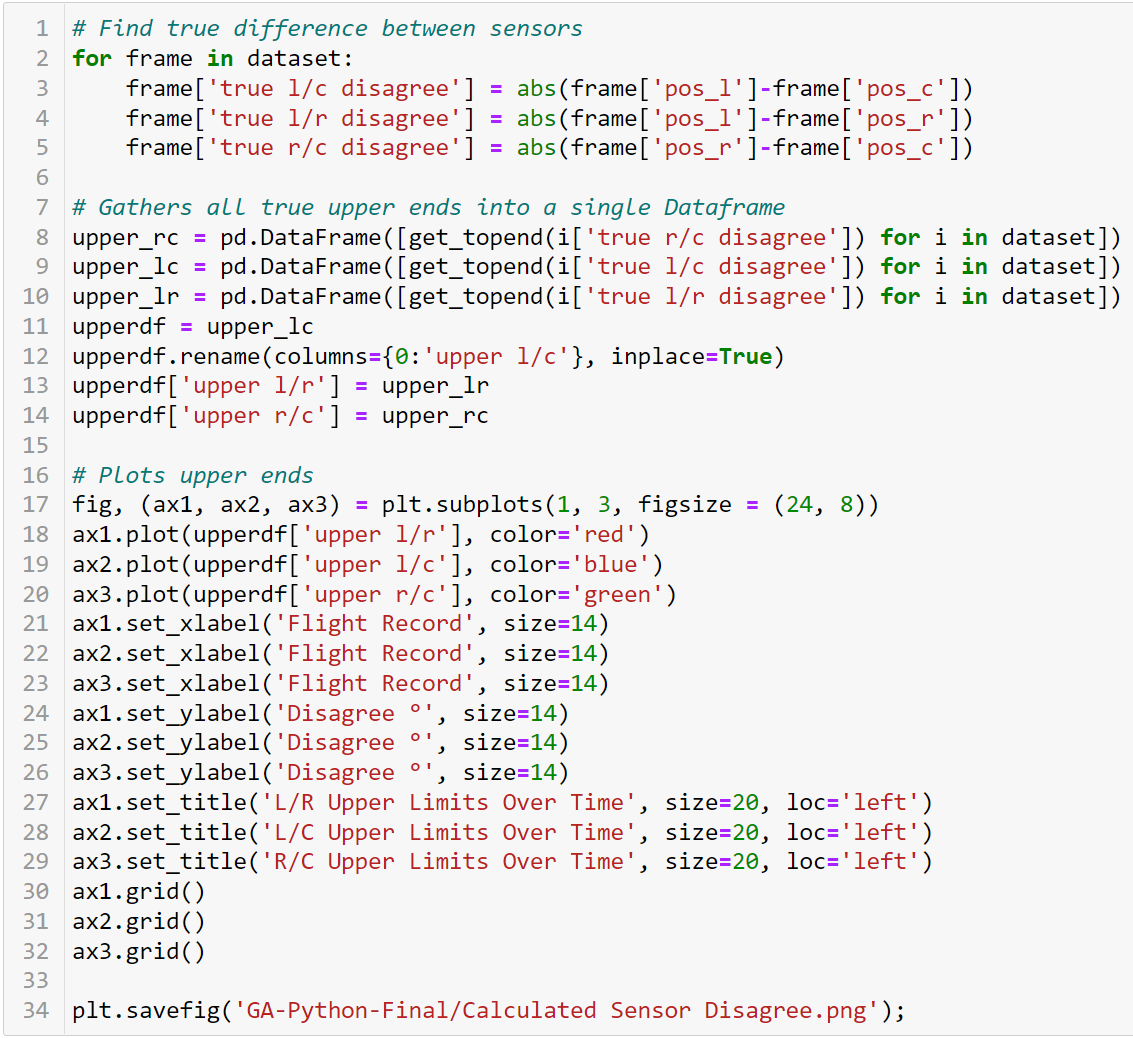 1 # Find true difference between sensors
2 for frame in dataset:
3     frame['true l/c disagree'] = abs(frame['pos_l']-frame['pos_c'])
4     frame['true l/r disagree'] = abs(frame['pos_l']-frame['pos_r'])
5     frame['true r/c disagree'] = abs(frame['pos_r']-frame['pos_c'])
6
7 # Gathers all true upper ends into a single Dataframe
8 upper_rc = pd.DataFrame([get_topend(i['true r/c disagree']) for i in dataset])
9 upper_lc = pd.DataFrame([get_topend(i['true l/c disagree']) for i in dataset])
10 upper_lr = pd.DataFrame([get_topend(i['true l/r disagree']) for i in dataset])
11 upperdf = upper_lc
12 upperdf.rename(columns={0:'upper l/c'}, inplace=True)
13 upperdf['upper l/r'] = upper_lr
14 upperdf['upper r/c'] = upper_rc
15
16 # Plots upper ends
17 fig, (ax1, ax2, ax3) = plt.subplots(1, 3, figsize = (24, 8))
18 ax1.plot(upperdf['upper l/r'], color='red')
19 ax2.plot(upperdf['upper l/c'], color='blue')
20 ax3.plot(upperdf['upper r/c'], color='green')
21 ax1.set_xlabel('Flight Record', size=14)
22 ax2.set_xlabel('Flight Record', size=14)
23 ax3.set_xlabel('Flight Record', size=14)
24 ax1.set_ylabel('Disagree °', size=14)
25 ax2.set_ylabel('Disagree °', size=14)
26 ax3.set_ylabel('Disagree °', size=14)
27 ax1.set_title('L/R Upper Limits Over Time', size=20, loc='left')
28 ax2.set_title('L/C Upper Limits Over Time', size=20, loc='left')
29 ax3.set_title('R/C Upper Limits Over Time', size=20, loc='left')
30 ax1.grid()
31 ax2.grid()
32 ax3.grid()
33
34 plt.savefig('GA-Python-Final/Calculated Sensor Disagree.png');